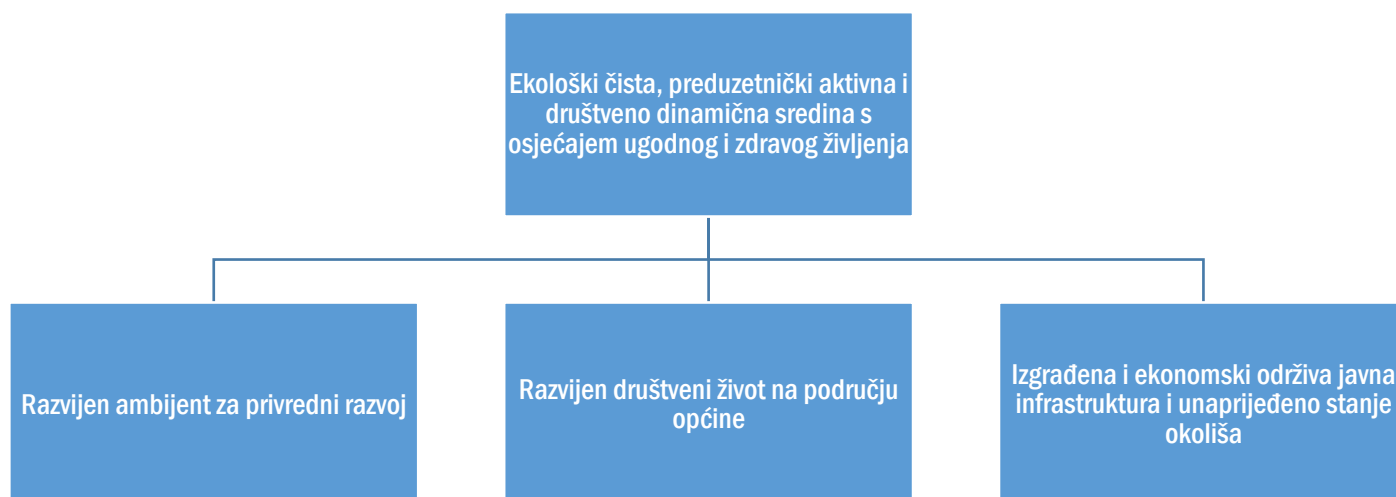 Ekološki čista, preduzetnički aktivna i
društveno dinamična sredina s
osjećajem ugodnog i zdravog življenja
Razvijen ambijent za privredni razvoj
Razvijen društveni život na području
općine
Izgrađena i ekonomski održiva javna
infrastruktura i unaprijeđeno stanje
okoliša